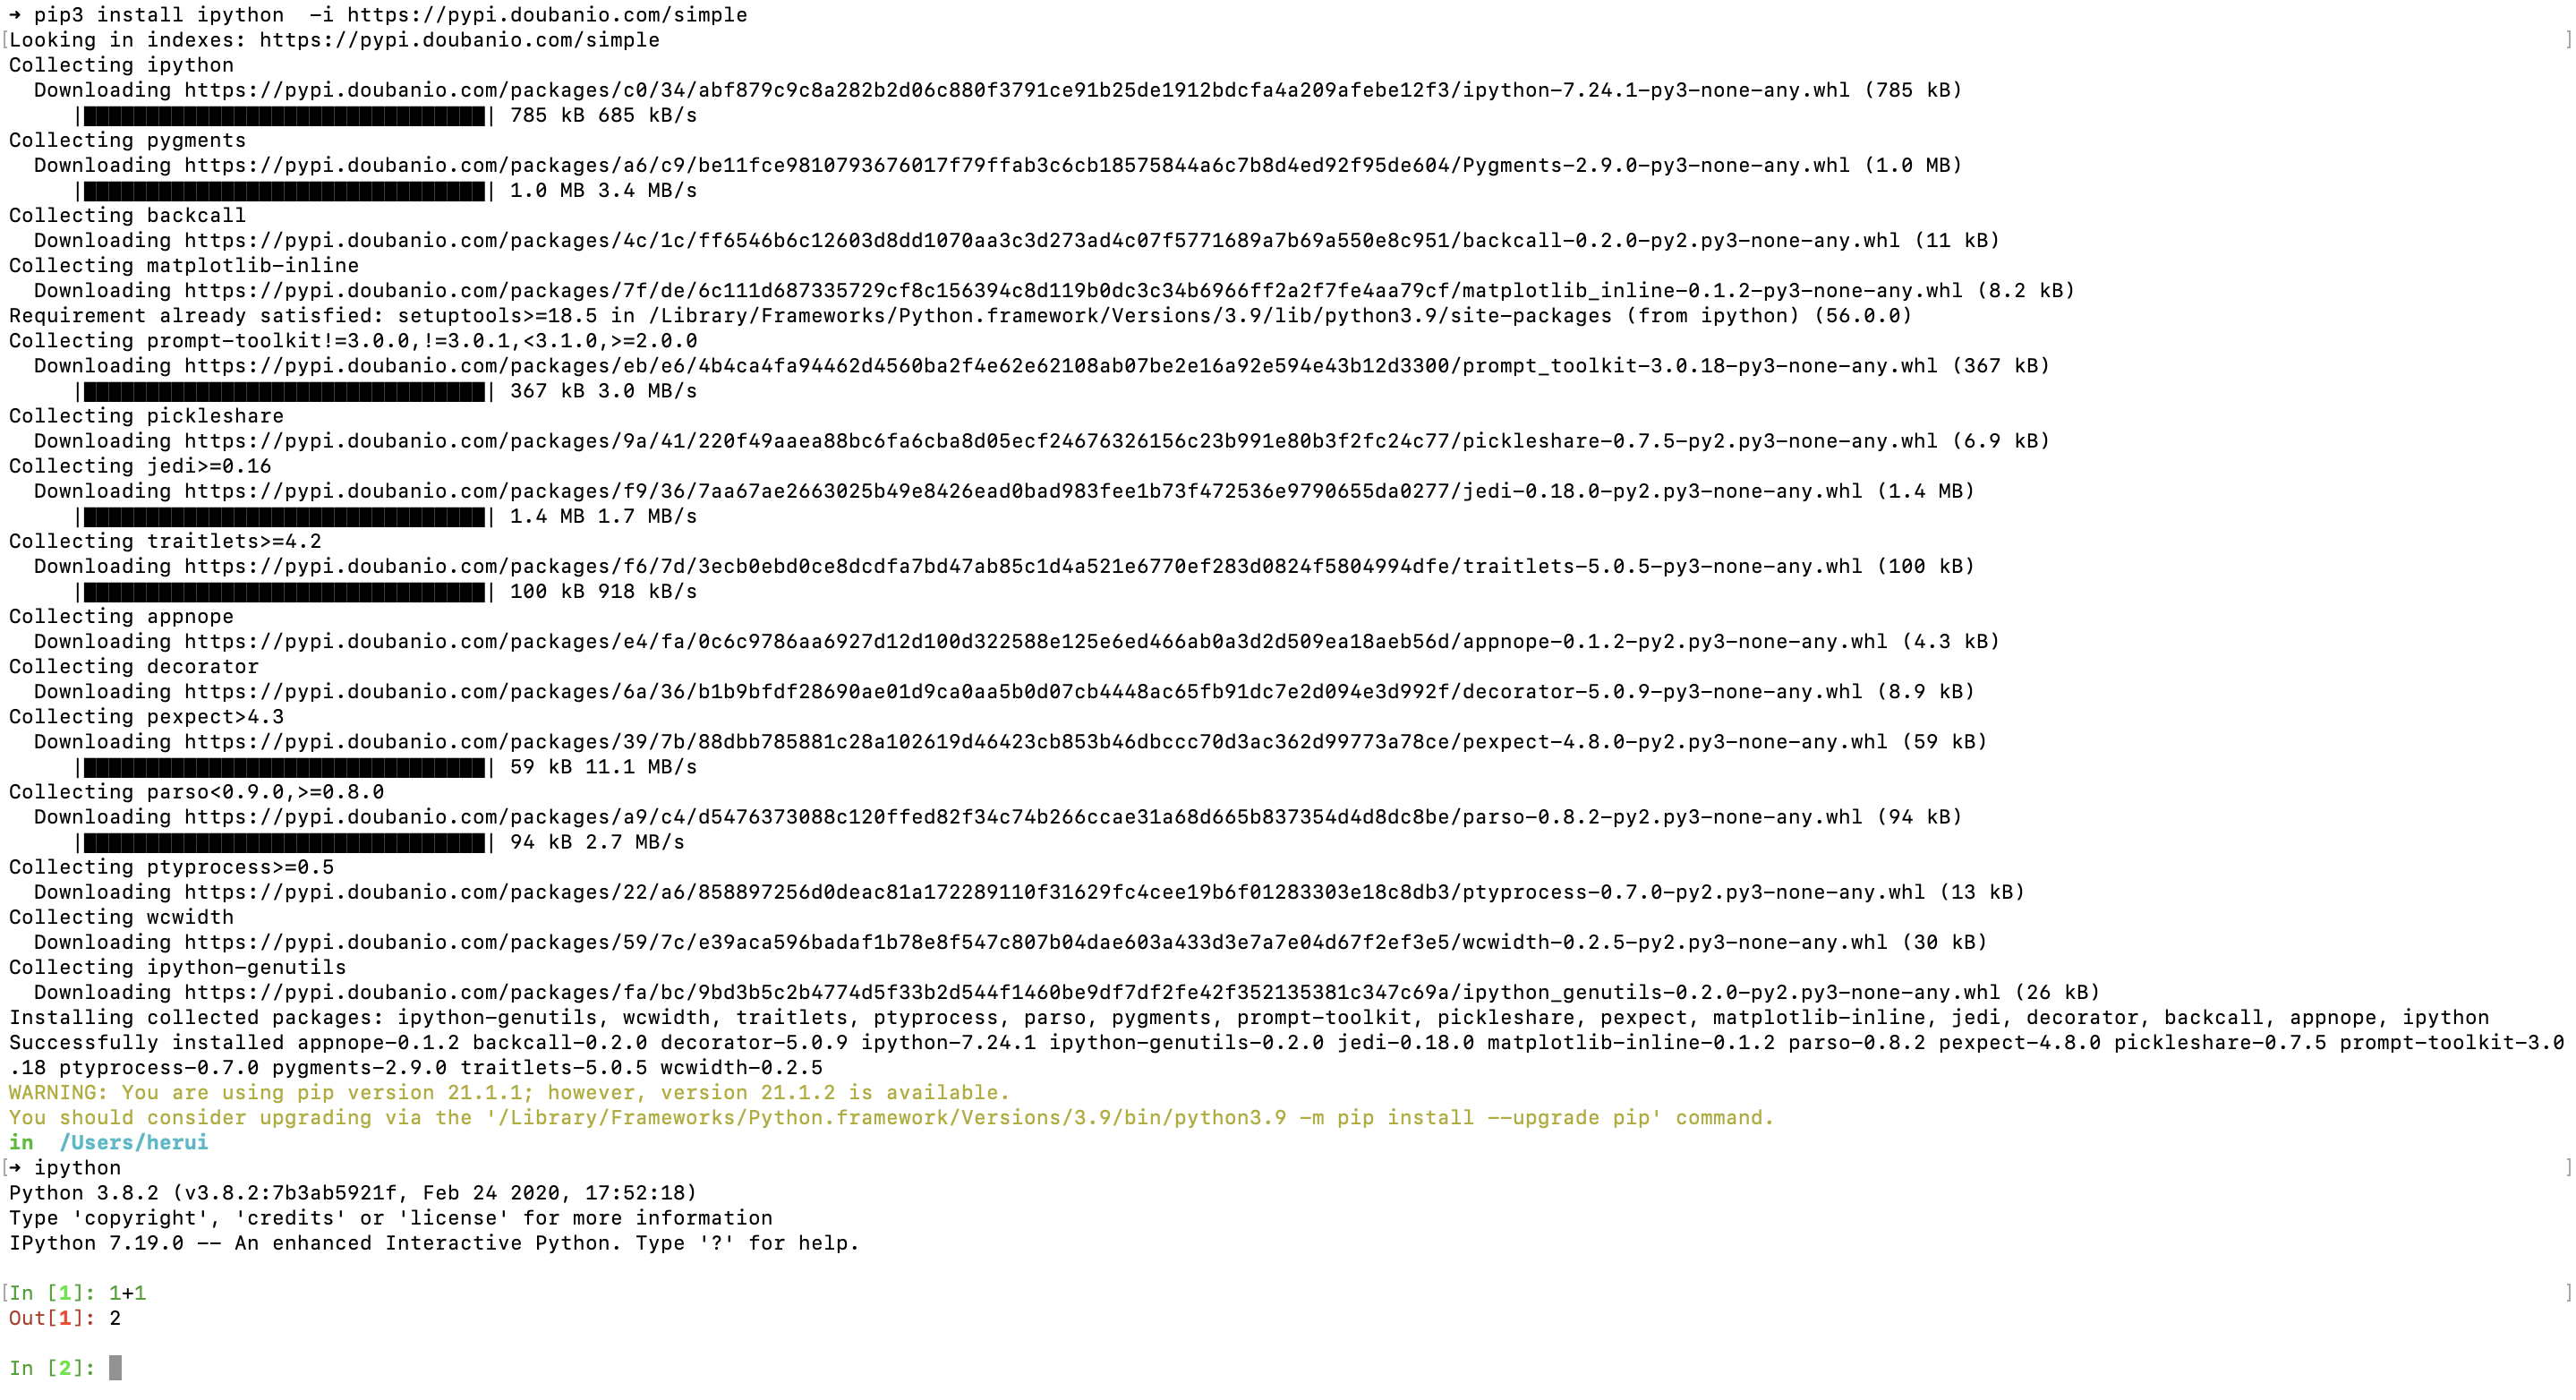 ➜ pip3 install ipython  -i https://pypi.doubanio.com/simple
[Looking in indexes: https://pypi.doubanio.com/simple ]
Collecting ipython
  Downloading https://pypi.doubanio.com/packages/c0/34/abf879c9c8a282b2d06c880f3791ce91b25de1912bdcfa4a209afebe12f3/ipython-7.24.1-py3-none-any.whl (785 kB)
     |████████████████████████████████| 785 kB 685 kB/s
Collecting pygments
  Downloading https://pypi.doubanio.com/packages/a6/c9/be11fce9810793676017f79ffab3c6cb18575844a6c7b8d4ed92f95de604/Pygments-2.9.0-py3-none-any.whl (1.0 MB)
     |████████████████████████████████| 1.0 MB 3.4 MB/s
Collecting backcall
  Downloading https://pypi.doubanio.com/packages/4c/1c/ff6546b6c12603d8dd1070aa3c3d273ad4c07f5771689a7b69a550e8c951/backcall-0.2.0-py2.py3-none-any.whl (11 kB)
Collecting matplotlib-inline
  Downloading https://pypi.doubanio.com/packages/7f/de/6c111d687335729cf8c156394c8d119b0dc3c34b6966ff2a2f7fe4aa79cf/matplotlib_inline-0.1.2-py3-none-any.whl (8.2 kB)
Requirement already satisfied: setuptools>=18.5 in /Library/Frameworks/Python.framework/Versions/3.9/lib/python3.9/site-packages (from ipython) (56.0.0)
Collecting prompt-toolkit!=3.0.0,!=3.0.1,<3.1.0,>=2.0.0
  Downloading https://pypi.doubanio.com/packages/eb/e6/4b4ca4fa94462d4560ba2f4e62e62108ab07be2e16a92e594e43b12d3300/prompt_toolkit-3.0.18-py3-none-any.whl (367 kB)
     |████████████████████████████████| 367 kB 3.0 MB/s
Collecting pickleshare
  Downloading https://pypi.doubanio.com/packages/9a/41/220f49aaea88bc6fa6cba8d05ecf24676326156c23b991e80b3f2fc24c77/pickleshare-0.7.5-py2.py3-none-any.whl (6.9 kB)
Collecting jedi>=0.16
  Downloading https://pypi.doubanio.com/packages/f9/36/7aa67ae2663025b49e8426ead0bad983fee1b73f472536e9790655da0277/jedi-0.18.0-py2.py3-none-any.whl (1.4 MB)
     |████████████████████████████████| 1.4 MB 1.7 MB/s
Collecting traitlets>=4.2
  Downloading https://pypi.doubanio.com/packages/f6/7d/3ecb0ebd0ce8dcdfa7bd47ab85c1d4a521e6770ef283d0824f5804994dfe/traitlets-5.0.5-py3-none-any.whl (100 kB)
     |████████████████████████████████| 100 kB 918 kB/s
Collecting appnope
  Downloading https://pypi.doubanio.com/packages/e4/fa/0c6c9786aa6927d12d100d322588e125e6ed466ab0a3d2d509ea18aeb56d/appnope-0.1.2-py2.py3-none-any.whl (4.3 kB)
Collecting decorator
  Downloading https://pypi.doubanio.com/packages/6a/36/b1b9bfdf28690ae01d9ca0aa5b0d07cb4448ac65fb91dc7e2d094e3d992f/decorator-5.0.9-py3-none-any.whl (8.9 kB)
Collecting pexpect>4.3
  Downloading https://pypi.doubanio.com/packages/39/7b/88dbb785881c28a102619d46423cb853b46dbccc70d3ac362d99773a78ce/pexpect-4.8.0-py2.py3-none-any.whl (59 kB)
     |████████████████████████████████| 59 kB 11.1 MB/s
Collecting parso<0.9.0,>=0.8.0
  Downloading https://pypi.doubanio.com/packages/a9/c4/d5476373088c120ffed82f34c74b266ccae31a68d665b837354d4d8dc8be/parso-0.8.2-py2.py3-none-any.whl (94 kB)
     |████████████████████████████████| 94 kB 2.7 MB/s
Collecting ptyprocess>=0.5
  Downloading https://pypi.doubanio.com/packages/22/a6/858897256d0deac81a172289110f31629fc4cee19b6f01283303e18c8db3/ptyprocess-0.7.0-py2.py3-none-any.whl (13 kB)
Collecting wcwidth
  Downloading https://pypi.doubanio.com/packages/59/7c/e39aca596badaf1b78e8f547c807b04dae603a433d3e7a7e04d67f2ef3e5/wcwidth-0.2.5-py2.py3-none-any.whl (30 kB)
Collecting ipython-genutils
  Downloading https://pypi.doubanio.com/packages/fa/bc/9bd3b5c2b4774d5f33b2d544f1460be9df7df2fe42f352135381c347c69a/ipython_genutils-0.2.0-py2.py3-none-any.whl (26 kB)
Installing collected packages: ipython-genutils, wcwidth, traitlets, ptyprocess, parso, pygments, prompt-toolkit, pickleshare, pexpect, matplotlib-inline, jedi, decorator, backcall, appnope, ipython
Successfully installed appnope-0.1.2 backcall-0.2.0 decorator-5.0.9 ipython-7.24.1 ipython-genutils-0.2.0 jedi-0.18.0 matplotlib-inline-0.1.2 parso-0.8.2 pexpect-4.8.0 pickleshare-0.7.5 prompt-toolkit-3.0
.18 ptyprocess-0.7.0 pygments-2.9.0 traitlets-5.0.5 wcwidth-0.2.5
WARNING: You are using pip version 21.1.1; however, version 21.1.2 is available.
You should consider upgrading via the '/Library/Frameworks/Python.framework/Versions/3.9/bin/python3.9 -m pip install --upgrade pip' command.
in  /Users/herui
[➜ ipython ]
Python 3.8.2 (v3.8.2:7b3ab5921f, Feb 24 2020, 17:52:18)
Type 'copyright', 'credits' or 'license' for more information
IPython 7.19.0 -- An enhanced Interactive Python. Type '?' for help.
[In [1]: 1+1 ]
Out[1]: 2
In [2]: